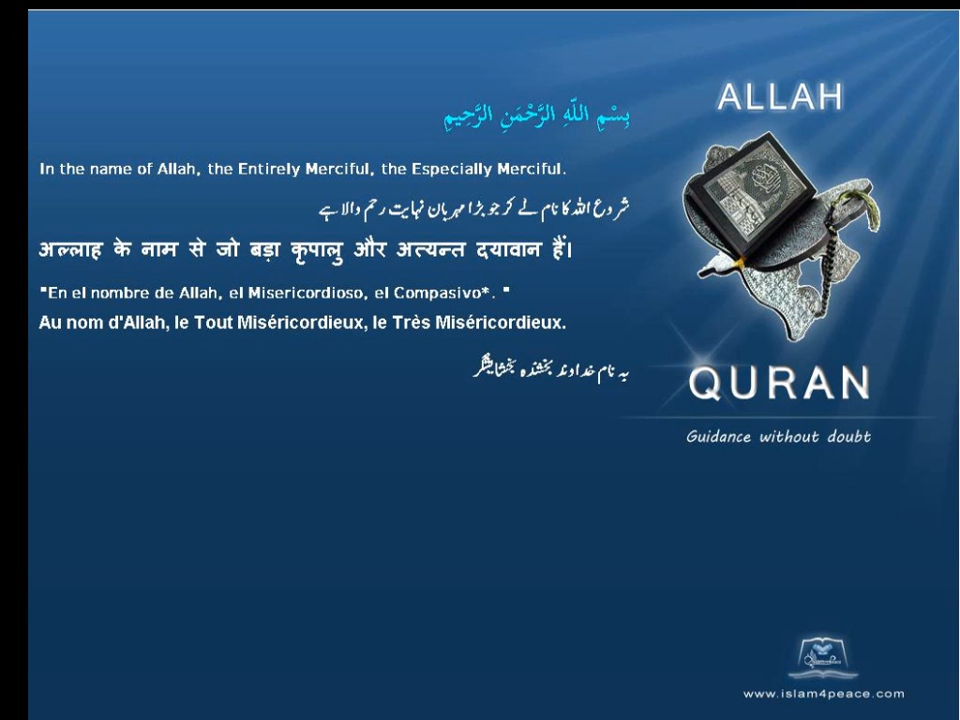 بِسْمِ اللَّهِ الرَّحْمَنِ الرَّحِيمِ
In the name of Allah, the Entirely Merciful, the Especially Merciful.
شروع اللہ کا نام لے کر جو بڑا مہربان نہایت رحم والا ہے
अल्लाह के नाम से जो बड़ा कृपालु और अत्यन्त दयावान हैं।
"En el nombre de Allah, el Misericordioso, el Compasivo*. "
Au nom d'Allah, le Tout Miséricordieux, le Très Miséricordieux.
به نام خداوند بخشنده بخشایشگر
ALLAH
QURAN
Guidance without doubt
www.islam4peace.com